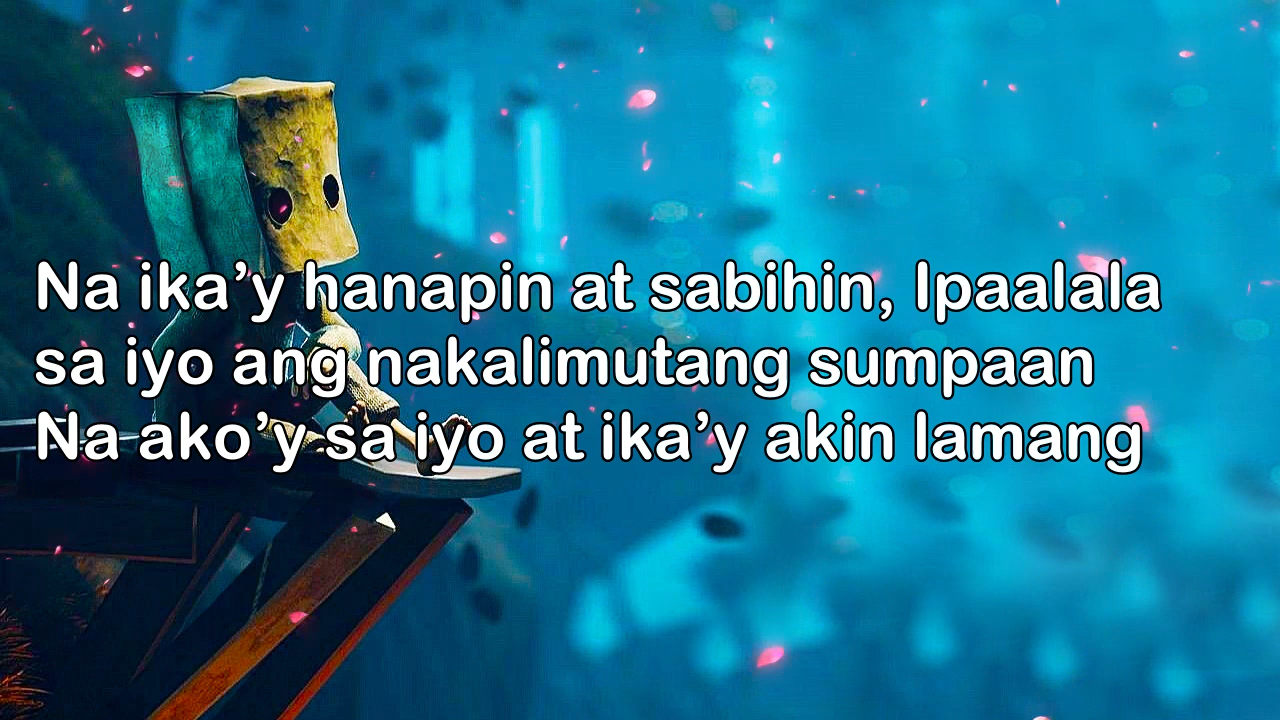 Na ika’y hanapin at sabihin, Ipaalala
sa iyo ang nakalimutang sumpaan
Na ako’y sa iyo at ika’y akin lamang